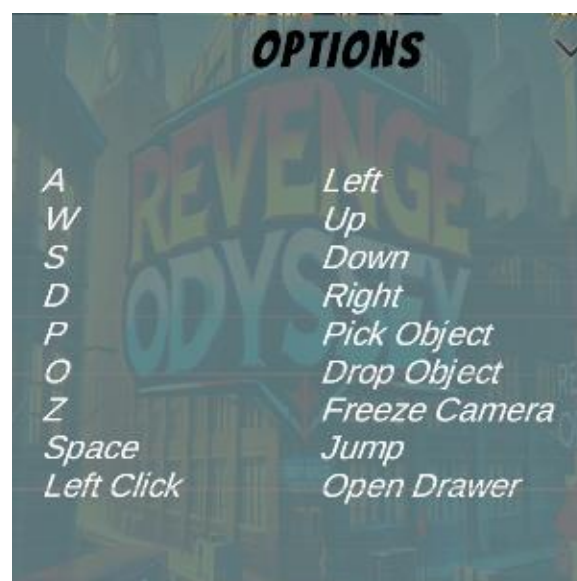 OPTIONS
REVENGE
ODYSSEY
A Left
W Up
S Down
D Right
P Pick Object
O Drop Object
Z Freeze Camera
Space Jump
Left Click Open Drawer